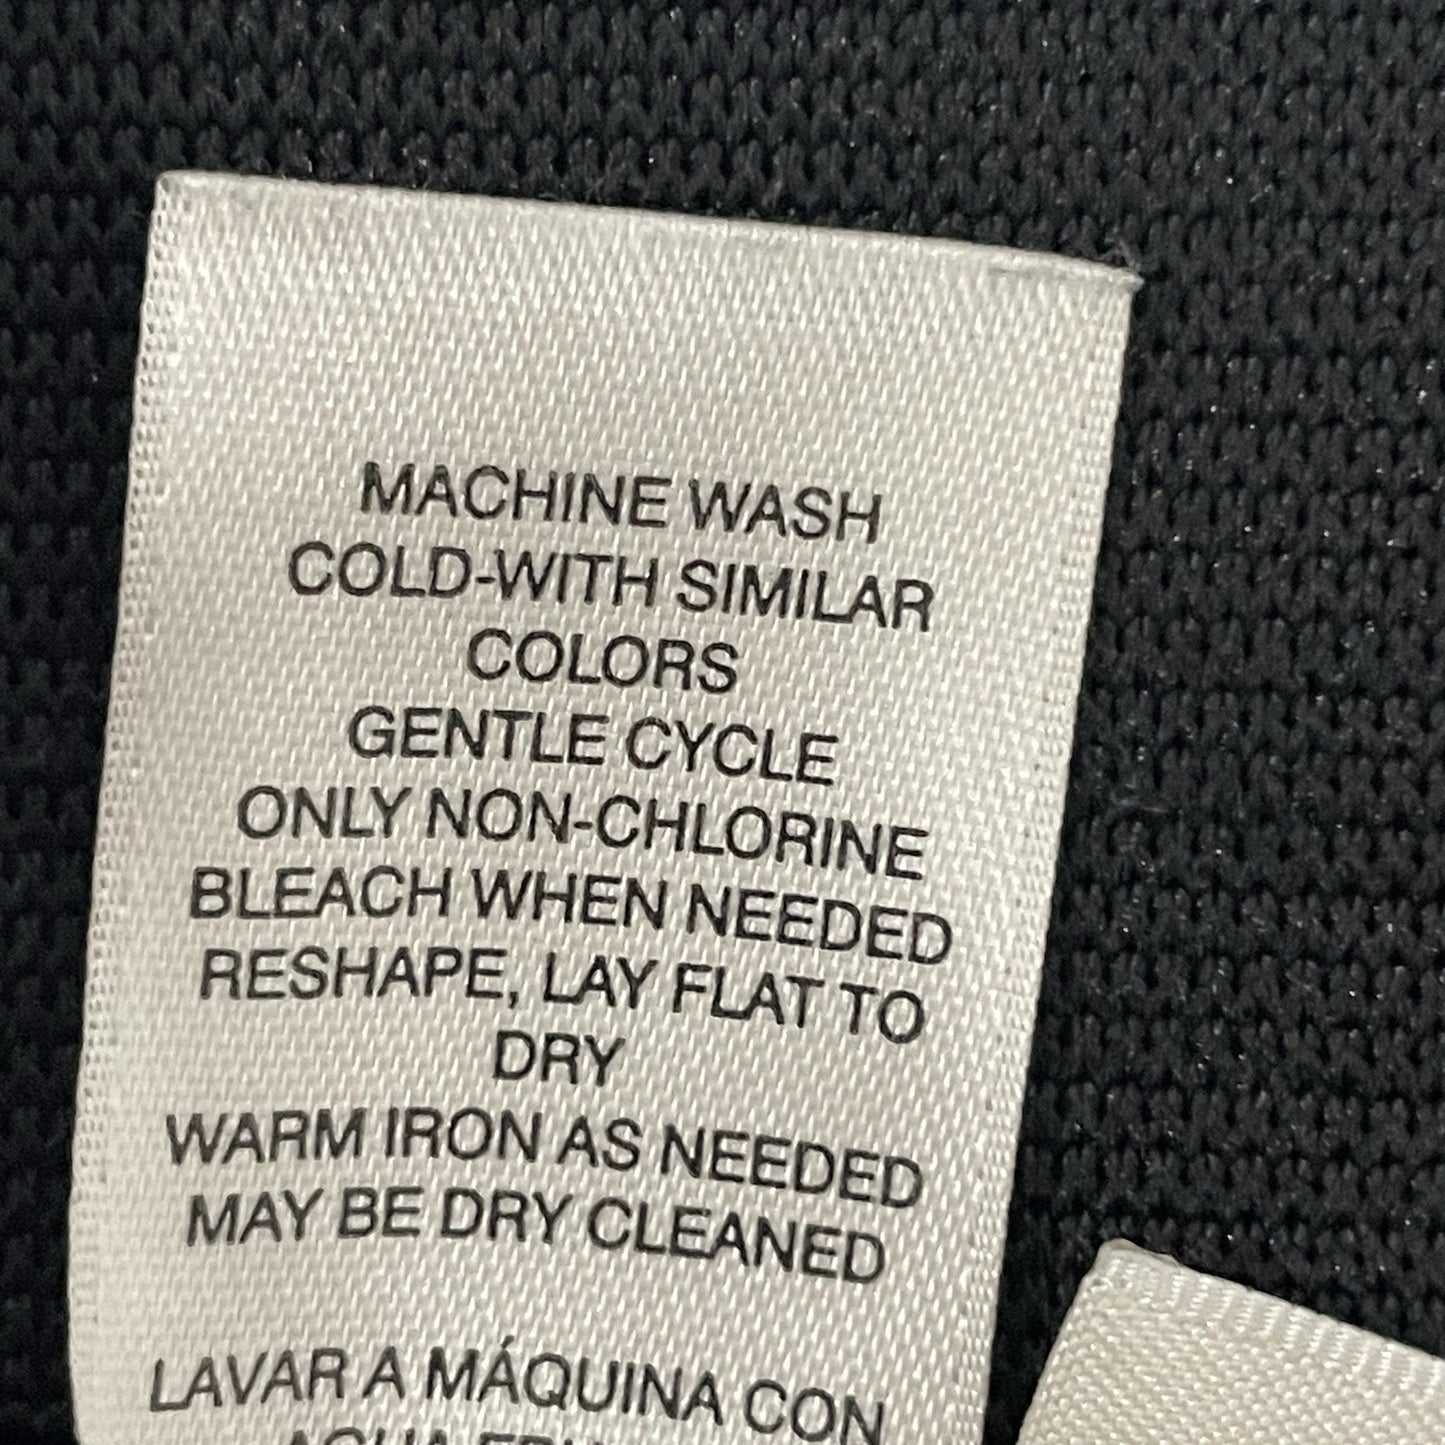 MACHINE WASH
COLD-WITH SIMILAR
COLORS
GENTLE CYCLE
ONLY NON-CHLORINE
BLEACH WHEN NEEDED
RESHAPE, LAY FLAT TO
DRY
WARM IRON AS NEEDED
MAY BE DRY CLEANED
LAVAR A MÁQUINA CON
AGUA